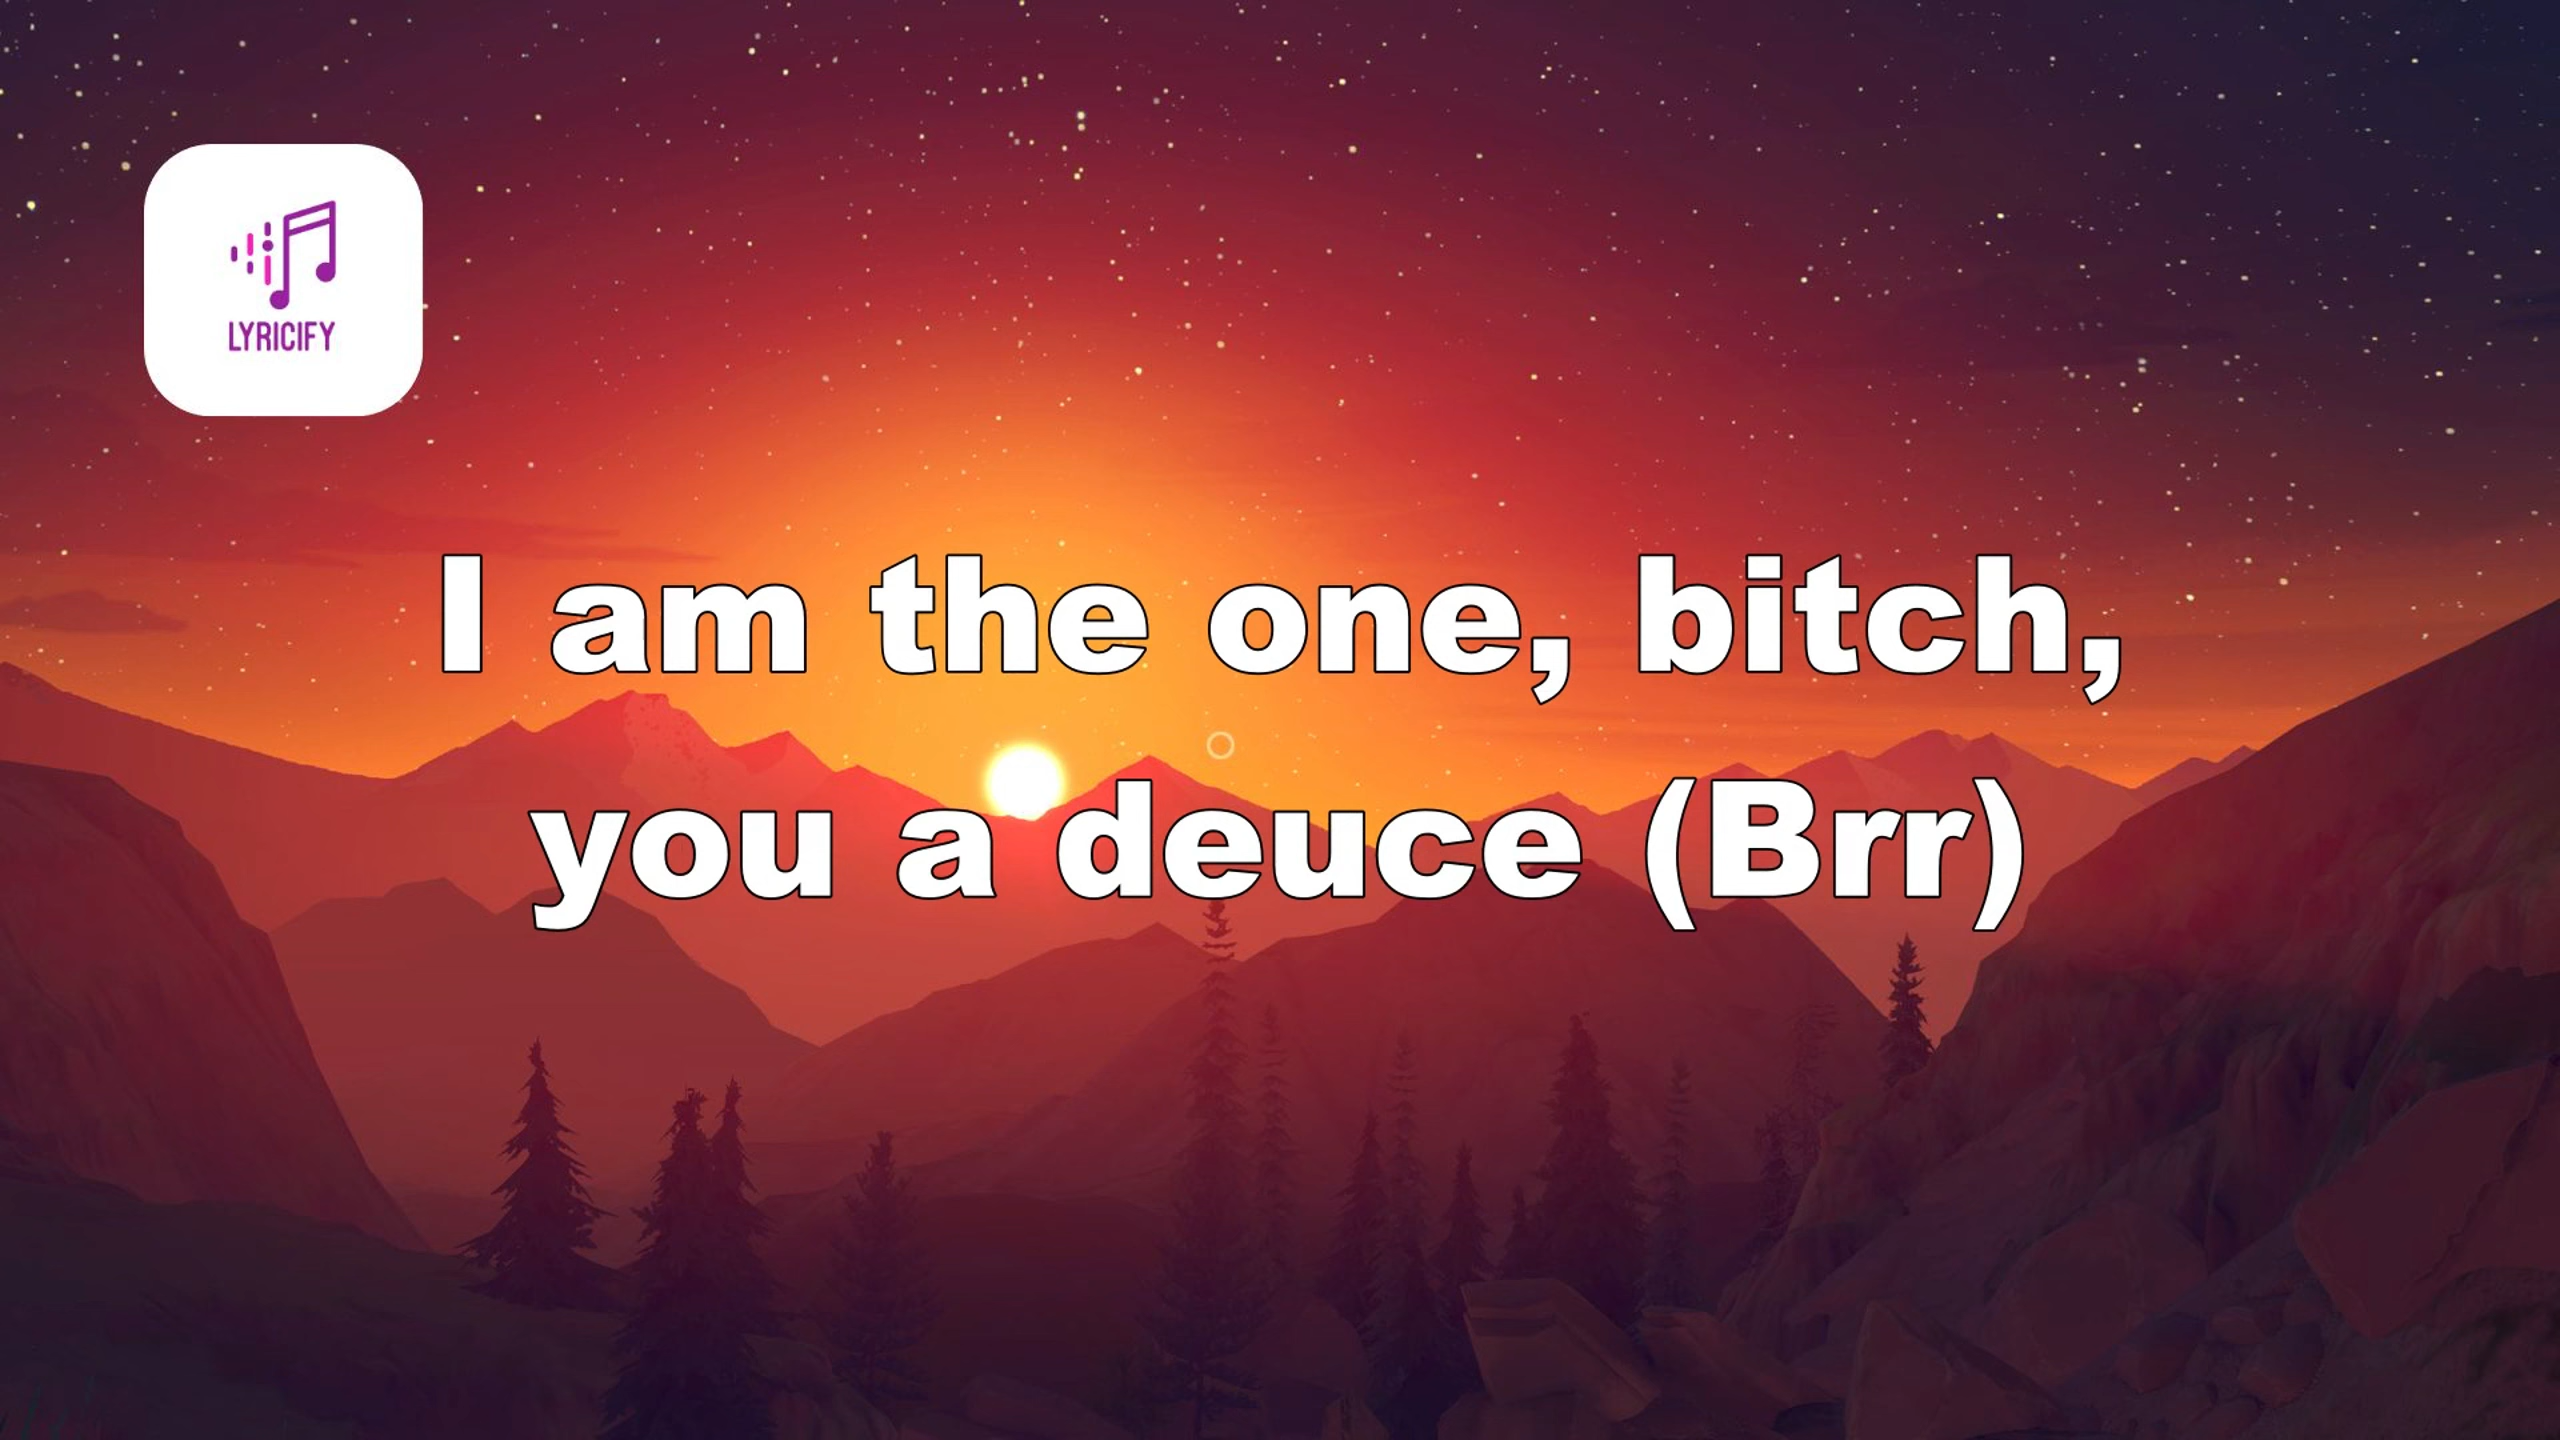 LYRICIFY
I am the one, bitch,
you a deuce (Brr)